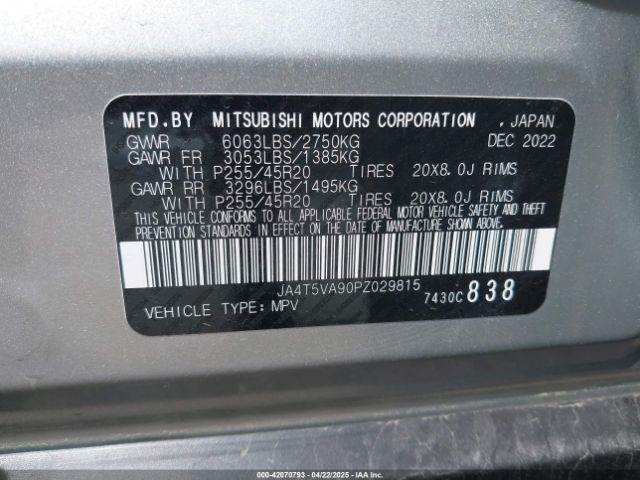 MFD.BY MITSUBISHI MOTORS CORPORATION . JAPAN
GVWR 6063LBS/2750KG DEC 2022
GAWR FR 3053LBS/1385KG
WITH P255/45R20 TIRES 20X8.0J RIMS
GAWR RR 3296LBS/1495KG
WITH P255/45R20 TIRES 20X8.0J RIMS
THIS VEHICLE CONFORMS TO ALL APPLICABLE FEDERAL MOTOR VEHICLE SAFETY AND THEFT
PREVENTION STANDARDS IN EFFECT ON THE DATE OF MANUFACTURE SHOWN ABOVE.
JA4T5VA90PZ029815
VEHICLE TYPE: MPV 7430C 838
000-42070793 - 04/22/2025 - COPYRIGHT IAA, LLC.